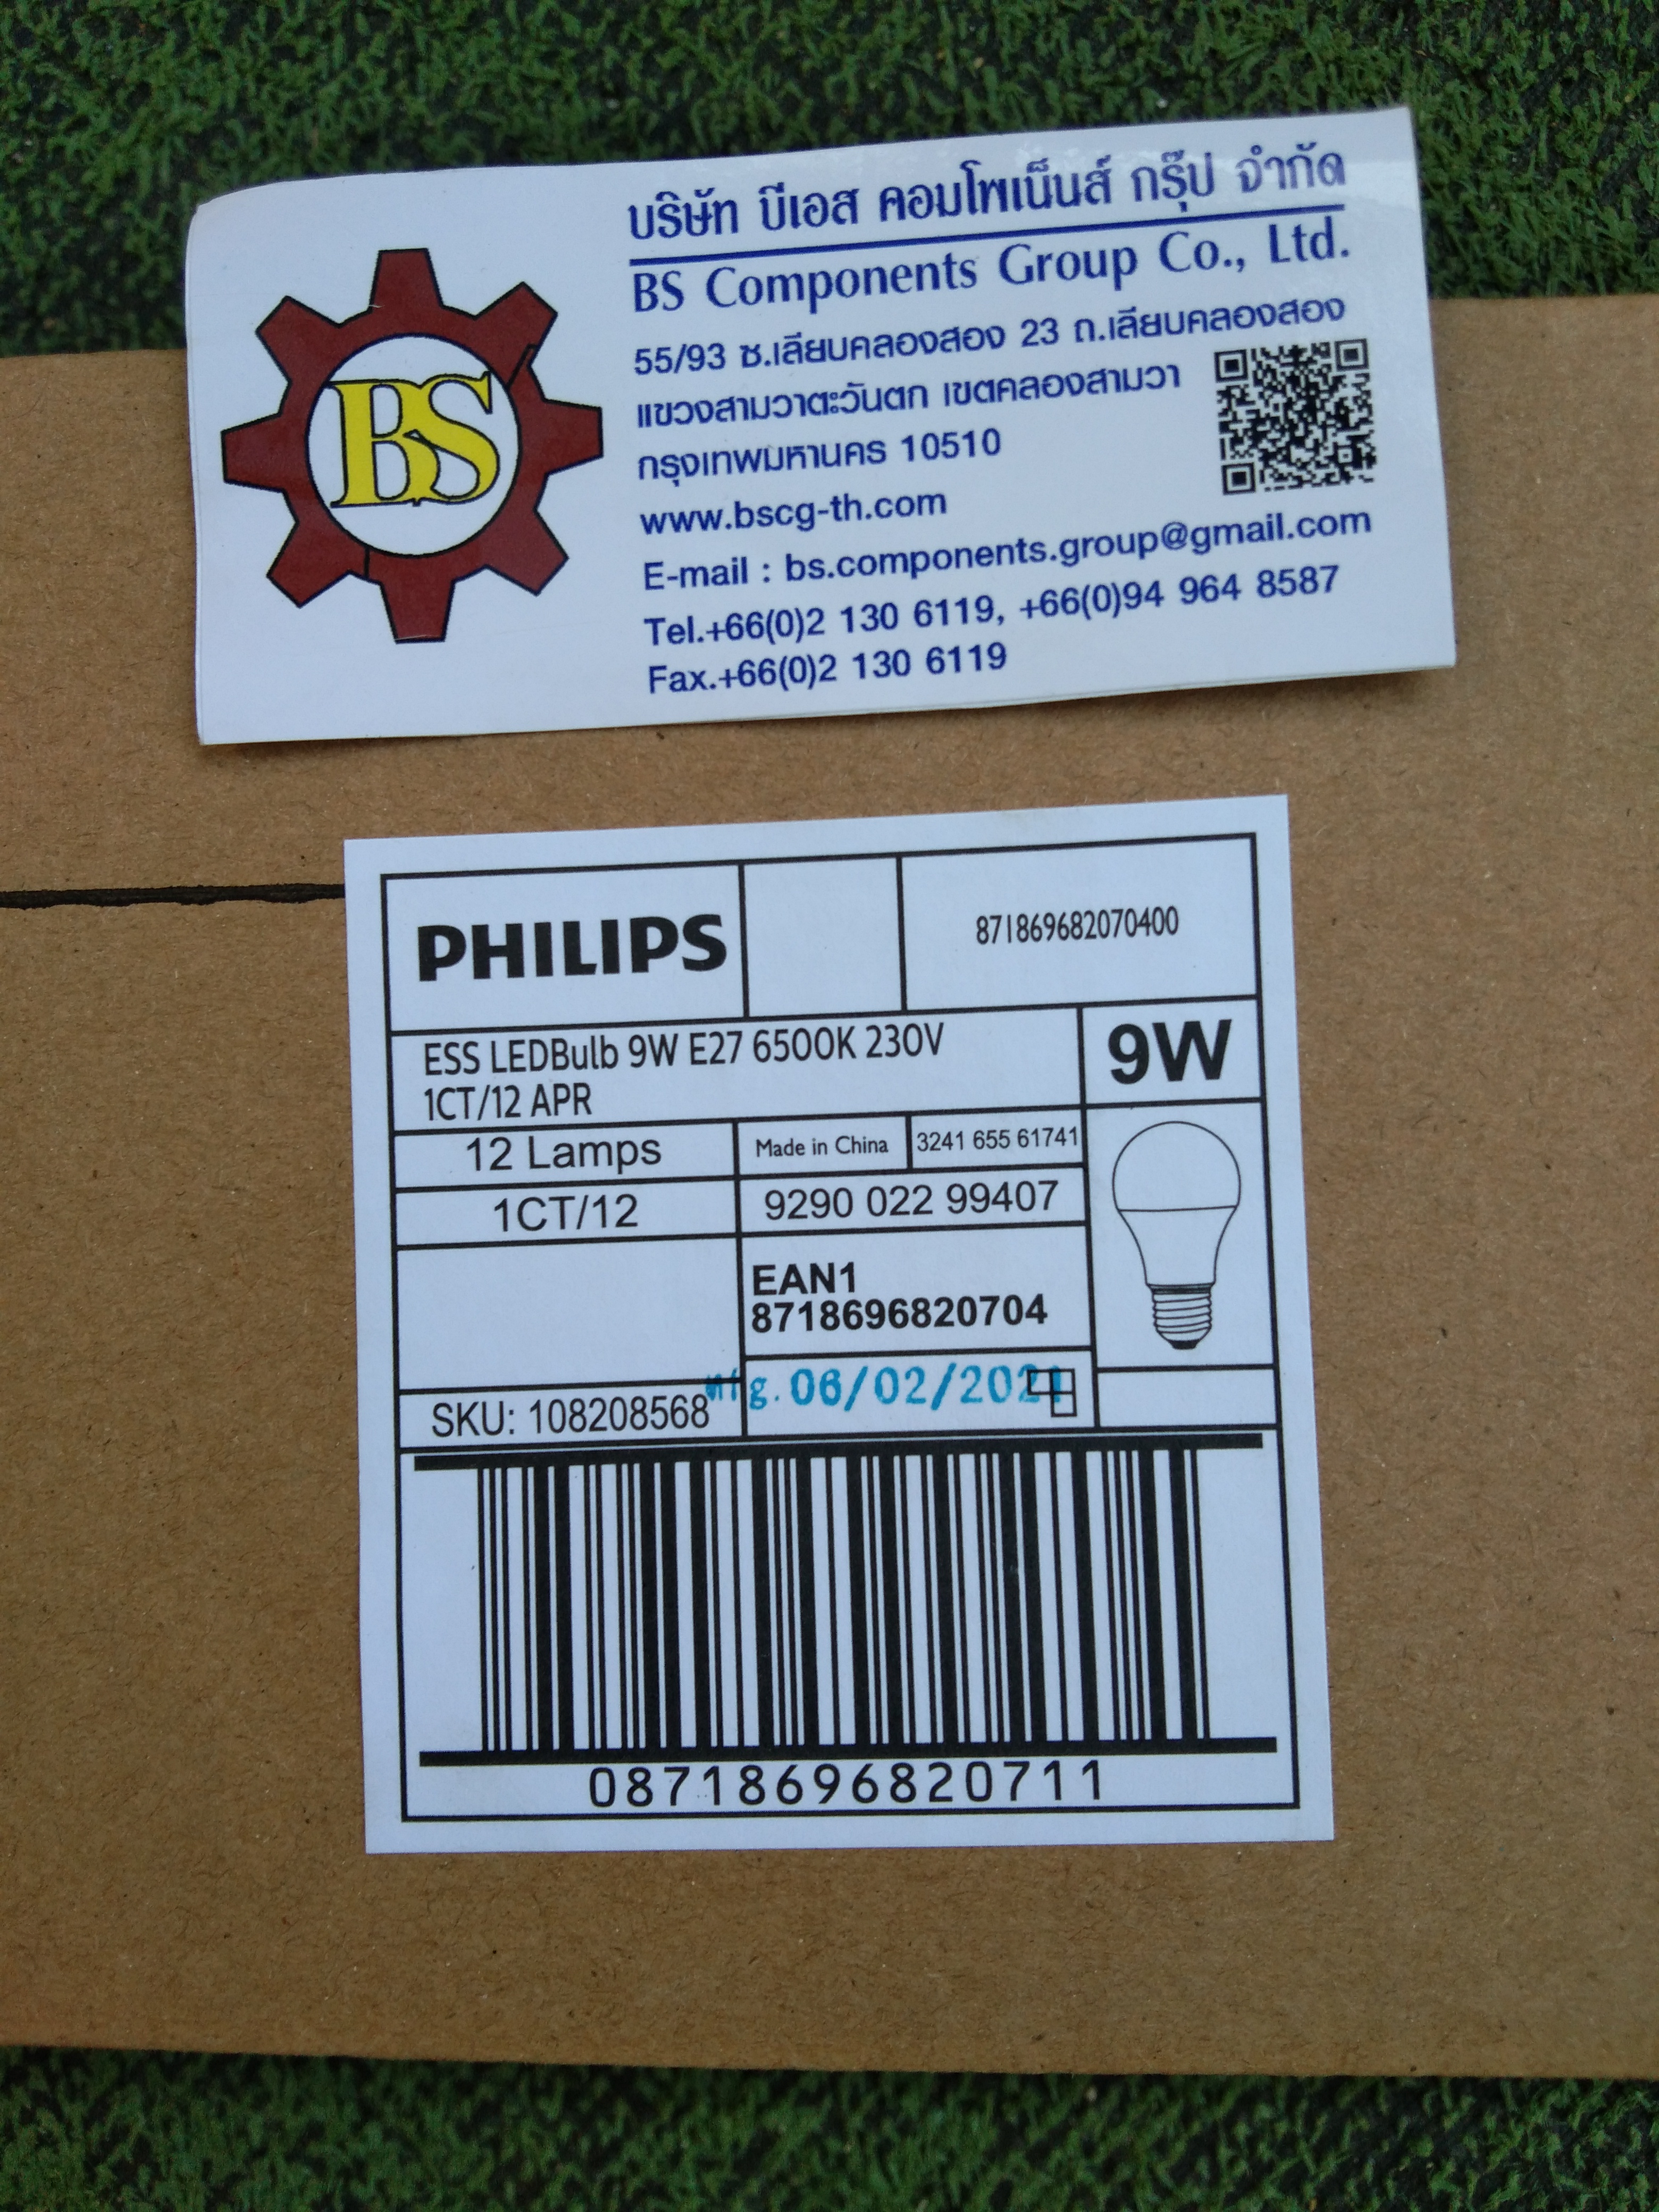 บริษัท บีเอส คอมโพเน็นส์ กรุ๊ป จำกัด
BS Components Group Co., Ltd.
55/93 ซ.เลียบคลองสอง 23 ถ.เลียบคลองสอง
แขวงสามวาตะวันตก เขตคลองสามวา
กรุงเทพมหานคร 10510
www.bscg-th.com
E-mail : bs.components.group@gmail.com
Tel.+66(0)2 130 6119, +66(0)94 964 8587
Fax.+66(0)2 130 6119
BS
PHILIPS
871869682070400
ESS LEDBulb 9W E27 6500K 230V
1CT/12 APR
9W
12 Lamps
Made in China
3241 655 61741
1CT/12
9290 022 99407
EAN1
8718696820704
SKU: 108208568
mfg. 06/02/2021
08718696820711